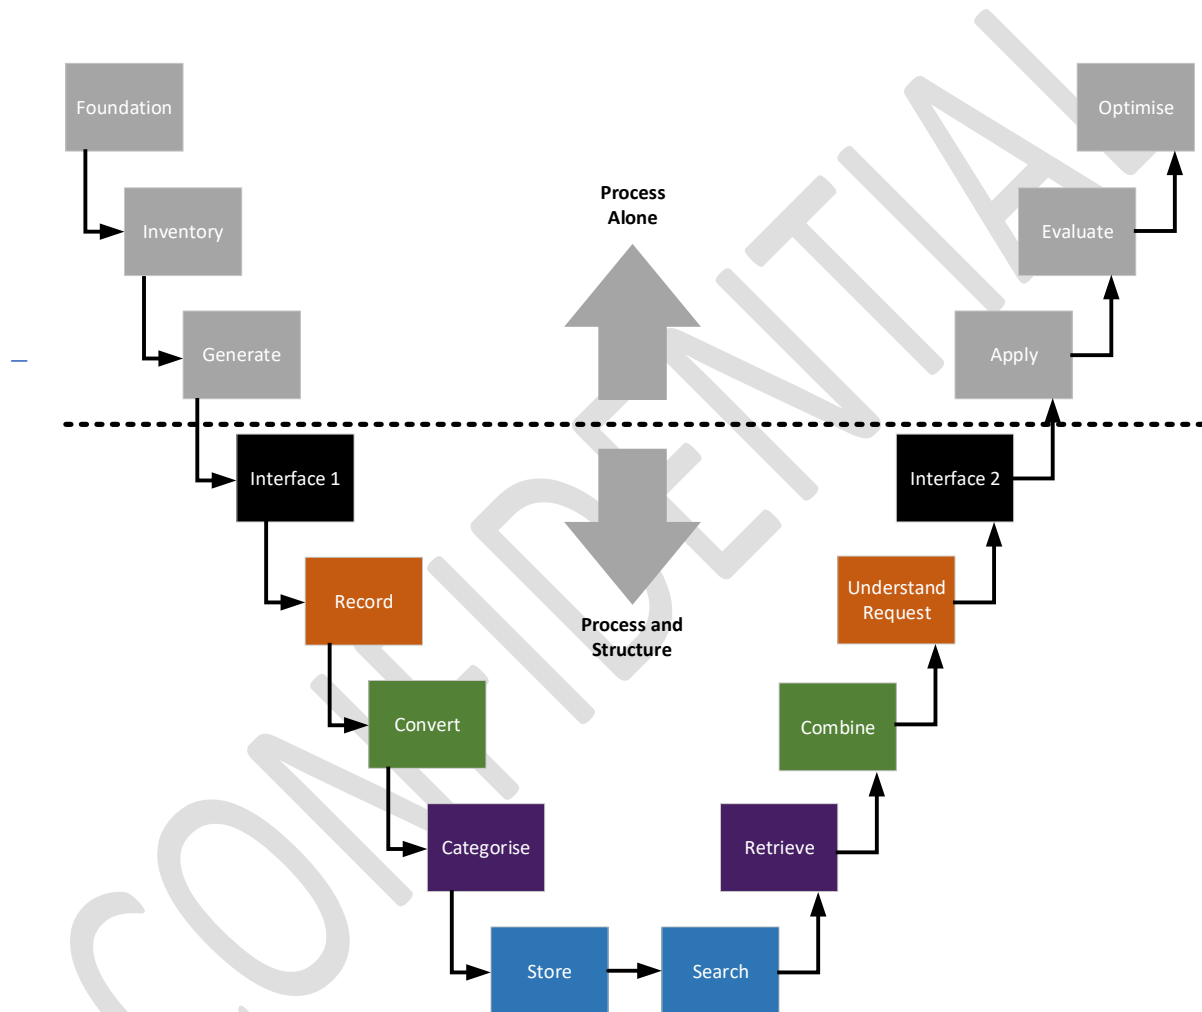 Foundation
Optimise
Process
Alone
Inventory
Evaluate
Generate
Apply
Interface 1
Interface 2
Record
Understand
Request
Process and
Structure
Convert
Combine
Categorise
Retrieve
Store
Search
CONFIDENTIAL